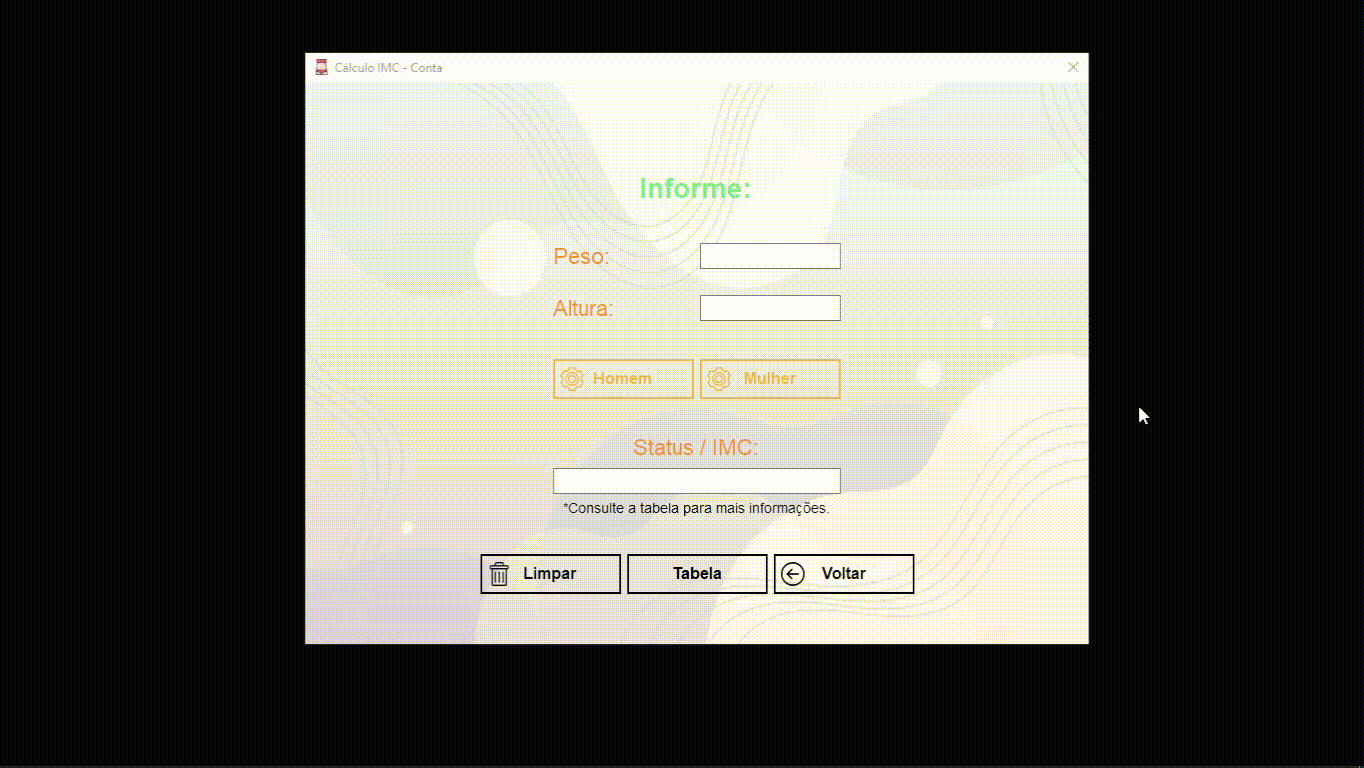 Cálculo IMC - Conta
Informe:
Peso:
Altura:
Homem
Mulher
Status / IMC:
*Consulte a tabela para mais informações.
Limpar
Tabela
Voltar